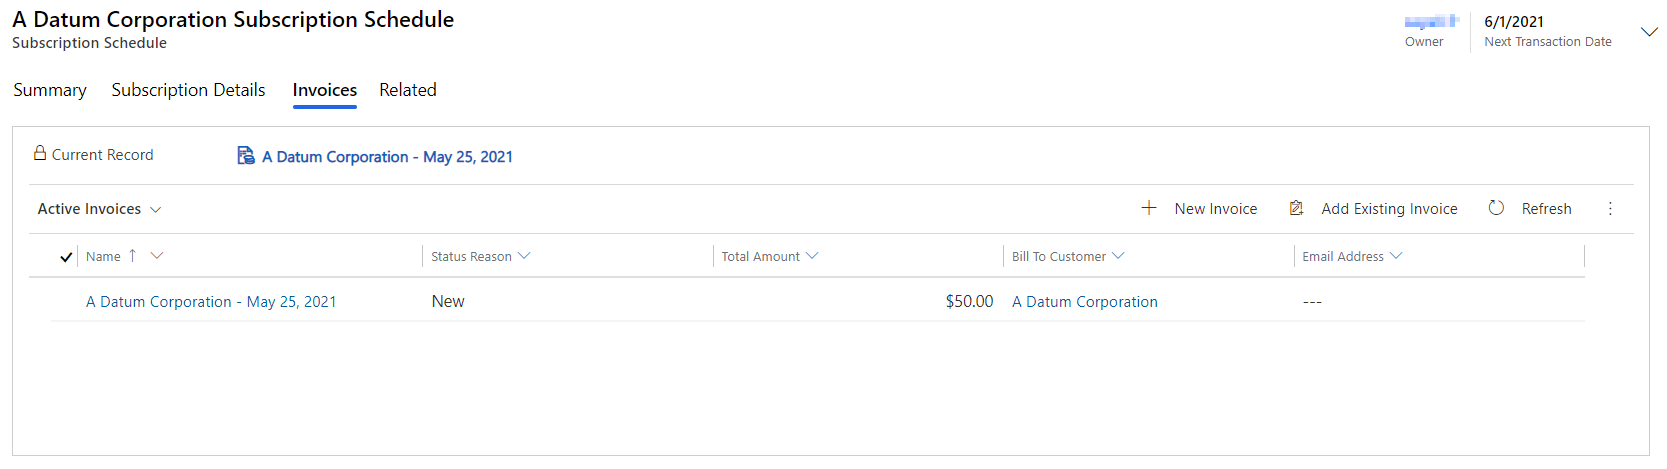 A Datum Corporation Subscription Schedule
Subscription Schedule
Owner
6/1/2021
Next Transaction Date
Summary Subscription Details Invoices Related
Current Record A Datum Corporation - May 25, 2021
Active Invoices New Invoice Add Existing Invoice Refresh
Name Status Reason Total Amount Bill To Customer Email Address
A Datum Corporation - May 25, 2021 New $50.00 A Datum Corporation ---